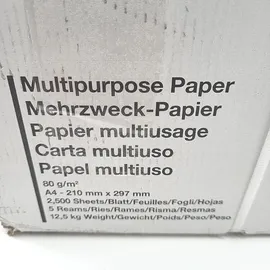 Multipurpose Paper
Mehrzweck-Papier
Papier multiusage
Carta multiuso
Papel multiuso
80 g/m²
A4 - 210 mm x 297 mm
2,500 Sheets/Blatt/Feuilles/Fogli/Hojas
5 Reams/Ries/Rames/Risma/Resmas
12,5 kg Weight/Gewicht/Poids/Peso/Peso